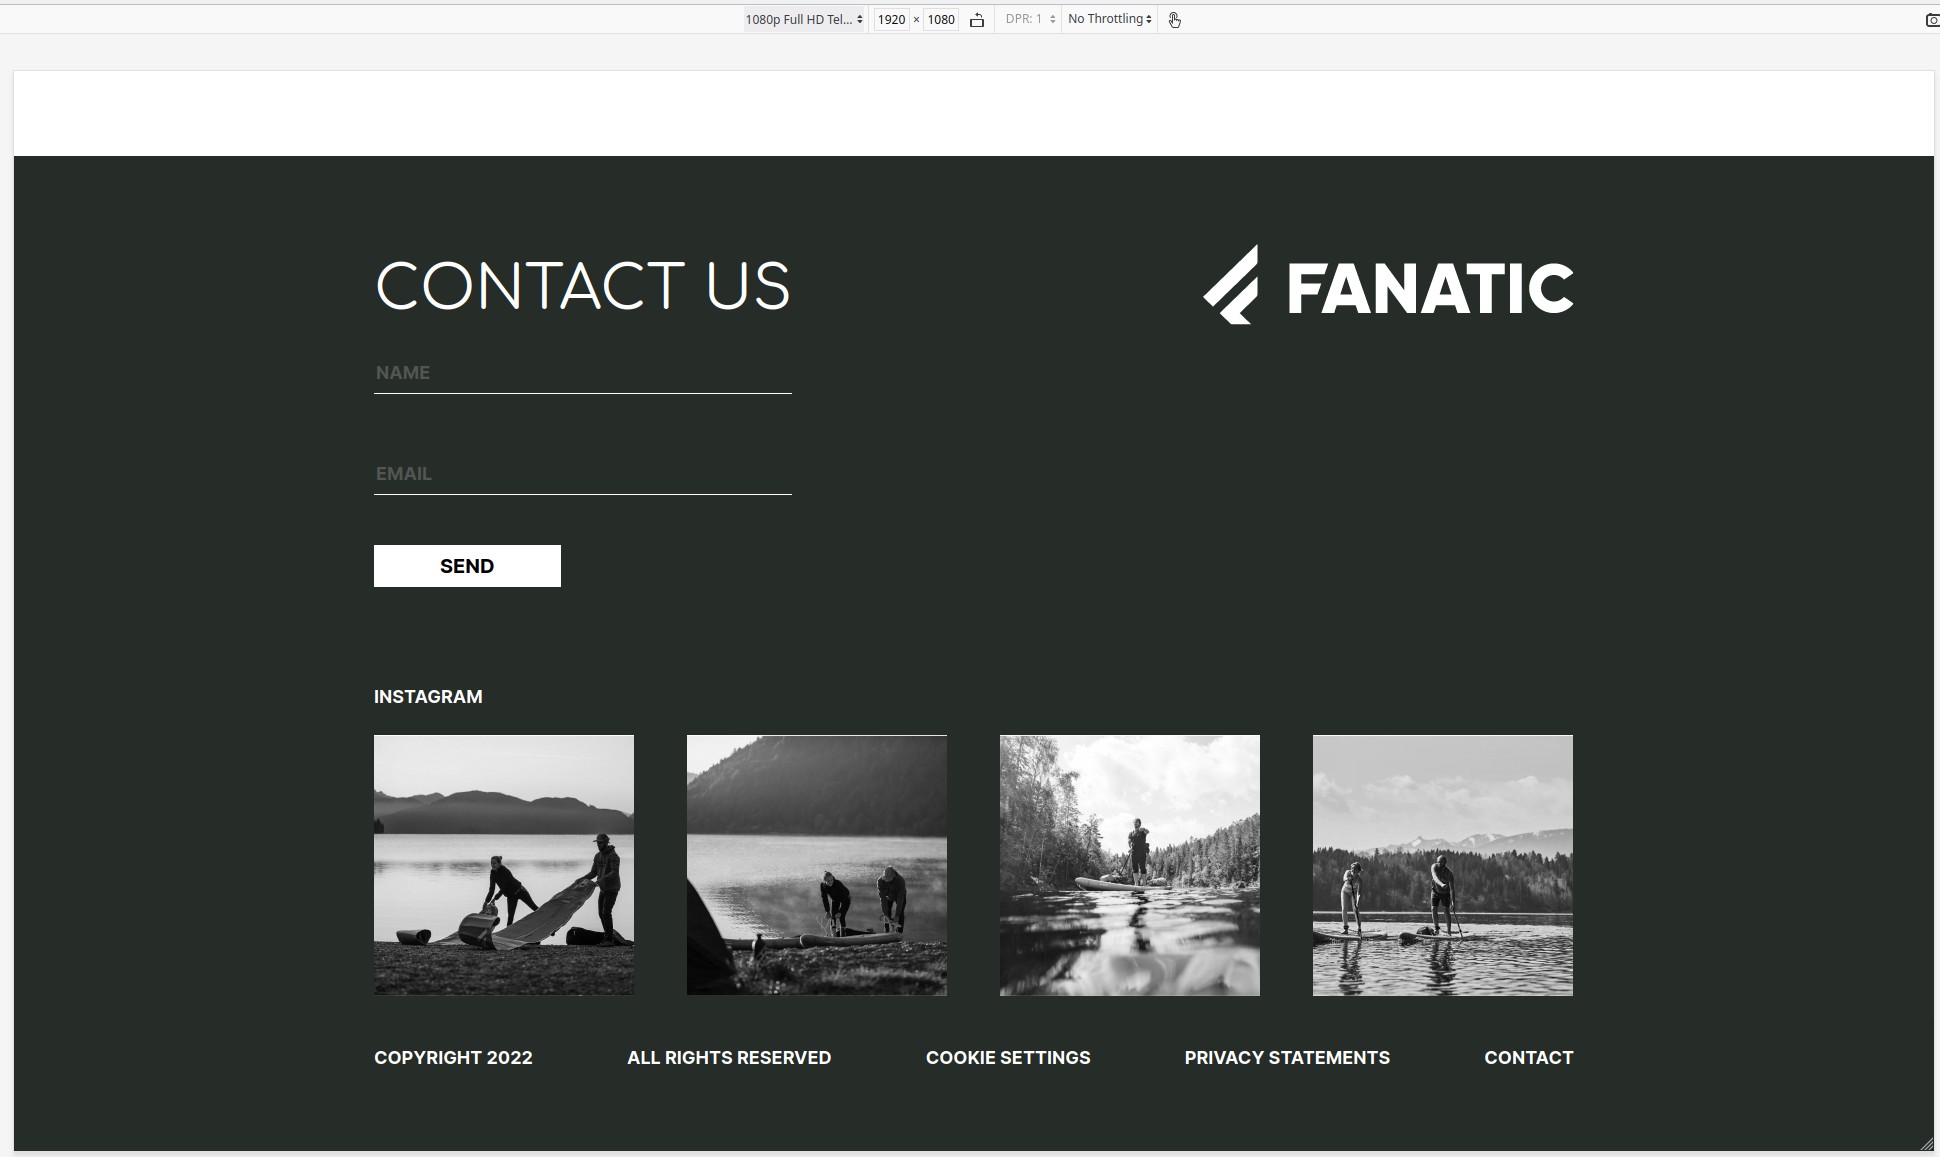 1080p Full HD Tel... 1920 × 1080 DPR: 1 No Throttling
CONTACT US
FANATIC
NAME
EMAIL
SEND
INSTAGRAM
COPYRIGHT 2022 ALL RIGHTS RESERVED COOKIE SETTINGS PRIVACY STATEMENTS CONTACT